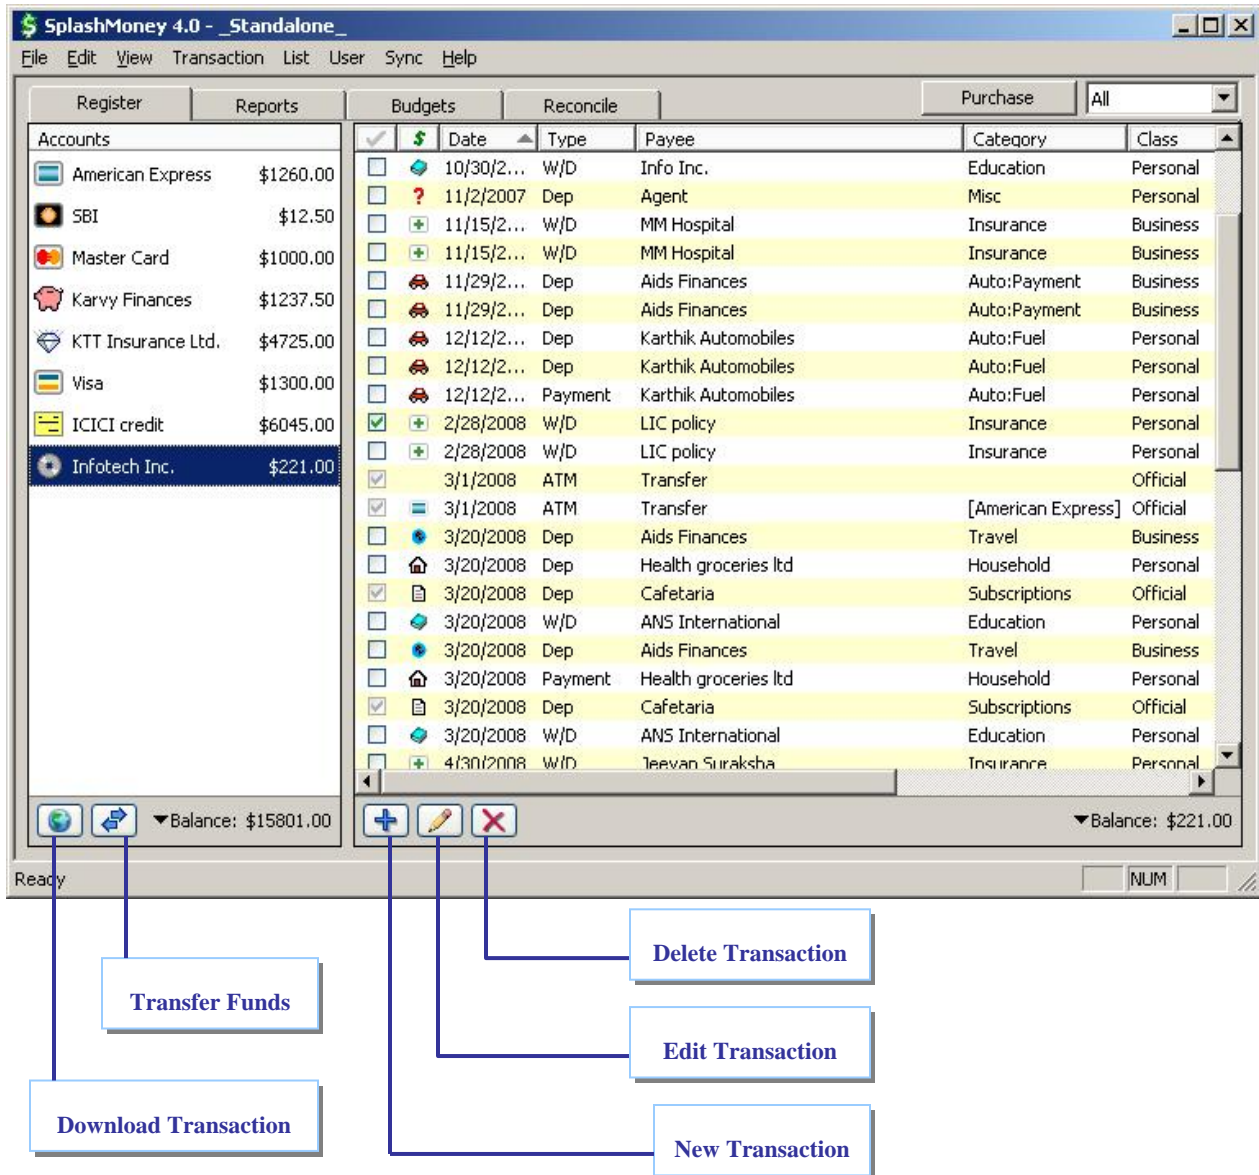 SplashMoney 4.0 - _Standalone_
File Edit View Transaction List User Sync Help
Register Reports Budgets Reconcile Purchase All
Accounts
American Express $1260.00
SBI $12.50
Master Card $1000.00
Karvy Finances $1237.50
KTT Insurance Ltd. $4725.00
Visa $1300.00
ICICI credit $6045.00
Infotech Inc. $221.00
$ Date Type Payee Category Class
10/30/2... W/D Info Inc. Education Personal
? 11/2/2007 Dep Agent Misc Personal
11/15/2... W/D MM Hospital Insurance Business
11/15/2... W/D MM Hospital Insurance Business
11/29/2... Dep Aids Finances Auto:Payment Business
11/29/2... Dep Aids Finances Auto:Payment Business
12/12/2... Dep Karthik Automobiles Auto:Fuel Personal
12/12/2... Dep Karthik Automobiles Auto:Fuel Personal
12/12/2... Payment Karthik Automobiles Auto:Fuel Personal
2/28/2008 W/D LIC policy Insurance Personal
2/28/2008 W/D LIC policy Insurance Personal
3/1/2008 ATM Transfer Official
3/1/2008 ATM Transfer [American Express] Official
3/20/2008 Dep Aids Finances Travel Business
3/20/2008 Dep Health groceries ltd Household Personal
3/20/2008 Dep Cafetaria Subscriptions Official
3/20/2008 W/D ANS International Education Personal
3/20/2008 Dep Aids Finances Travel Business
3/20/2008 Payment Health groceries ltd Household Personal
3/20/2008 Dep Cafetaria Subscriptions Official
3/20/2008 W/D ANS International Education Personal
4/30/2008 W/D Jeevan Suraksha Insurance Personal
Balance: $15801.00
Balance: $221.00
Ready NUM
Delete Transaction
Transfer Funds
Edit Transaction
Download Transaction
New Transaction